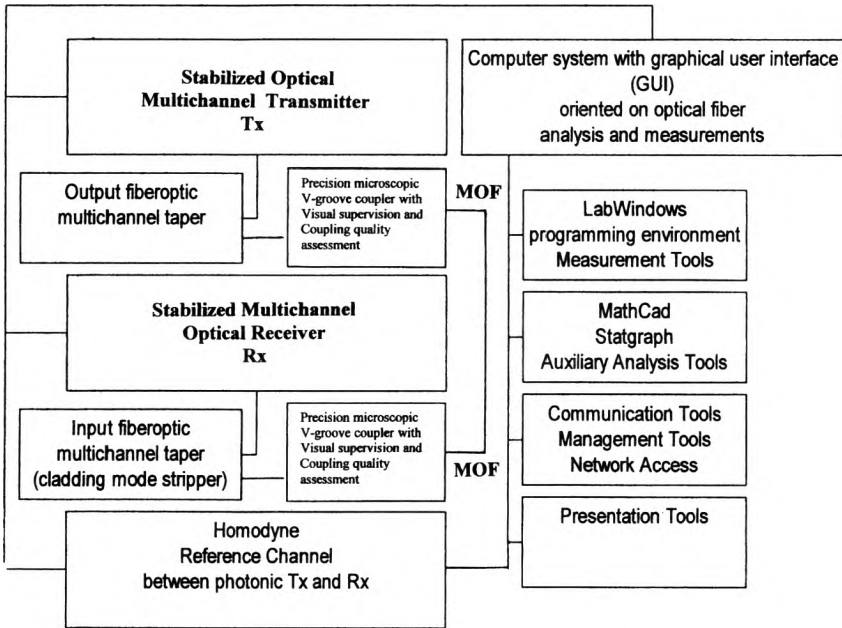 Stabilized Optical
Multichannel Transmitter
Tx
Computer system with graphical user interface
(GUI)
oriented on optical fiber
analysis and measurements
Output fiberoptic
multichannel taper
Precision microscopic
V-groove coupler with
Visual supervision and
Coupling quality
assessment
MOF
LabWindows
programming environment
Measurement Tools
Stabilized Multichannel
Optical Receiver
Rx
MathCad
Statgraph
Auxiliary Analysis Tools
Input fiberoptic
multichannel taper
(cladding mode stripper)
Precision microscopic
V-groove coupler with
Visual supervision and
Coupling quality
assessment
MOF
Communication Tools
Management Tools
Network Access
Homodyne
Reference Channel
between photonic Tx and Rx
Presentation Tools